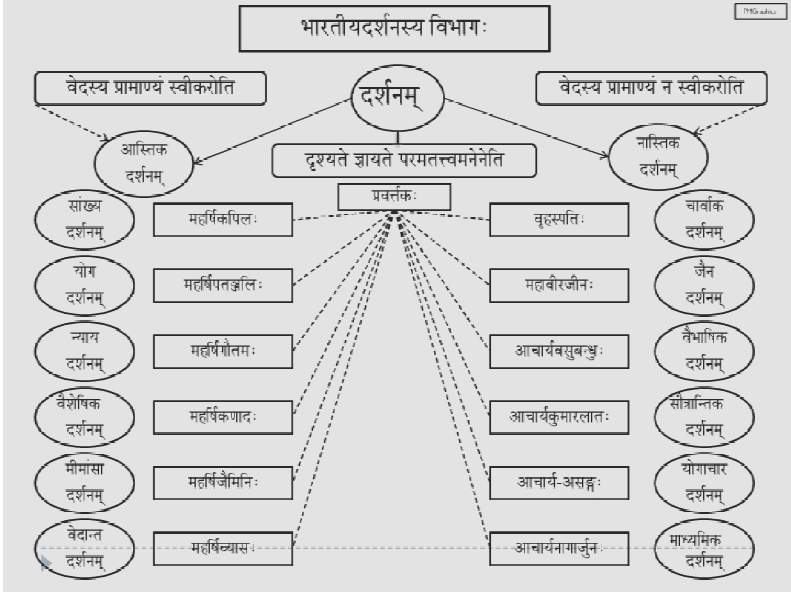 PMGraphics
भारतीयदर्शनस्य विभागः
वेदस्य प्रामाण्यं स्वीकरोति
दर्शनम्
वेदस्य प्रामाण्यं न स्वीकरोति
आस्तिक
दर्शनम्
दृश्यते ज्ञायते परमतत्त्वमनेनेति
नास्तिक
दर्शनम्
प्रवर्त्तकः
सांख्य
दर्शनम्
महर्षिकपिलः
वृहस्पतिः
चार्वाक
दर्शनम्
योग
दर्शनम्
महर्षिपतञ्जलिः
महावीरजीनः
जैन
दर्शनम्
न्याय
दर्शनम्
महर्षिगौतमः
आचार्यवसुबन्धुः
वैभाषिक
दर्शनम्
वैशेषिक
दर्शनम्
महर्षिकणादः
आचार्यकुमारलातः
सौत्रान्तिक
दर्शनम्
मीमांसा
दर्शनम्
महर्षिजैमिनिः
आचार्य-असङ्गः
योगाचार
दर्शनम्
वेदान्त
दर्शनम्
महर्षिव्यासः
आचार्यनागार्जुनः
माध्यमिक
दर्शनम्